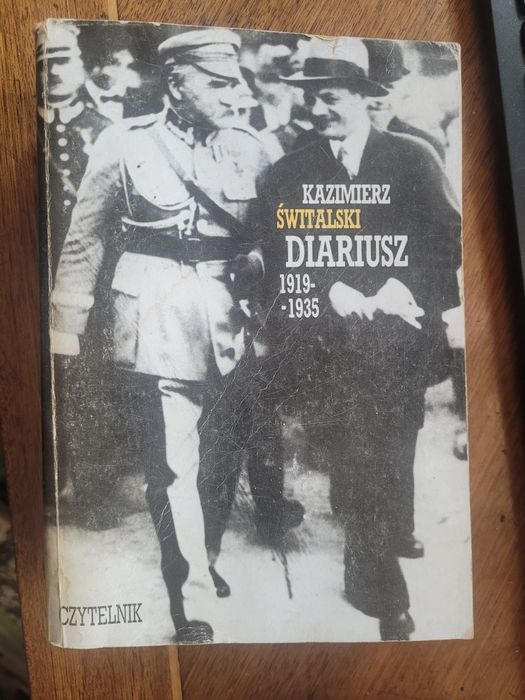 KAZIMIERZ
ŚWITALSKI
DIARIUSZ
1919-
-1935
CZYTELNIK